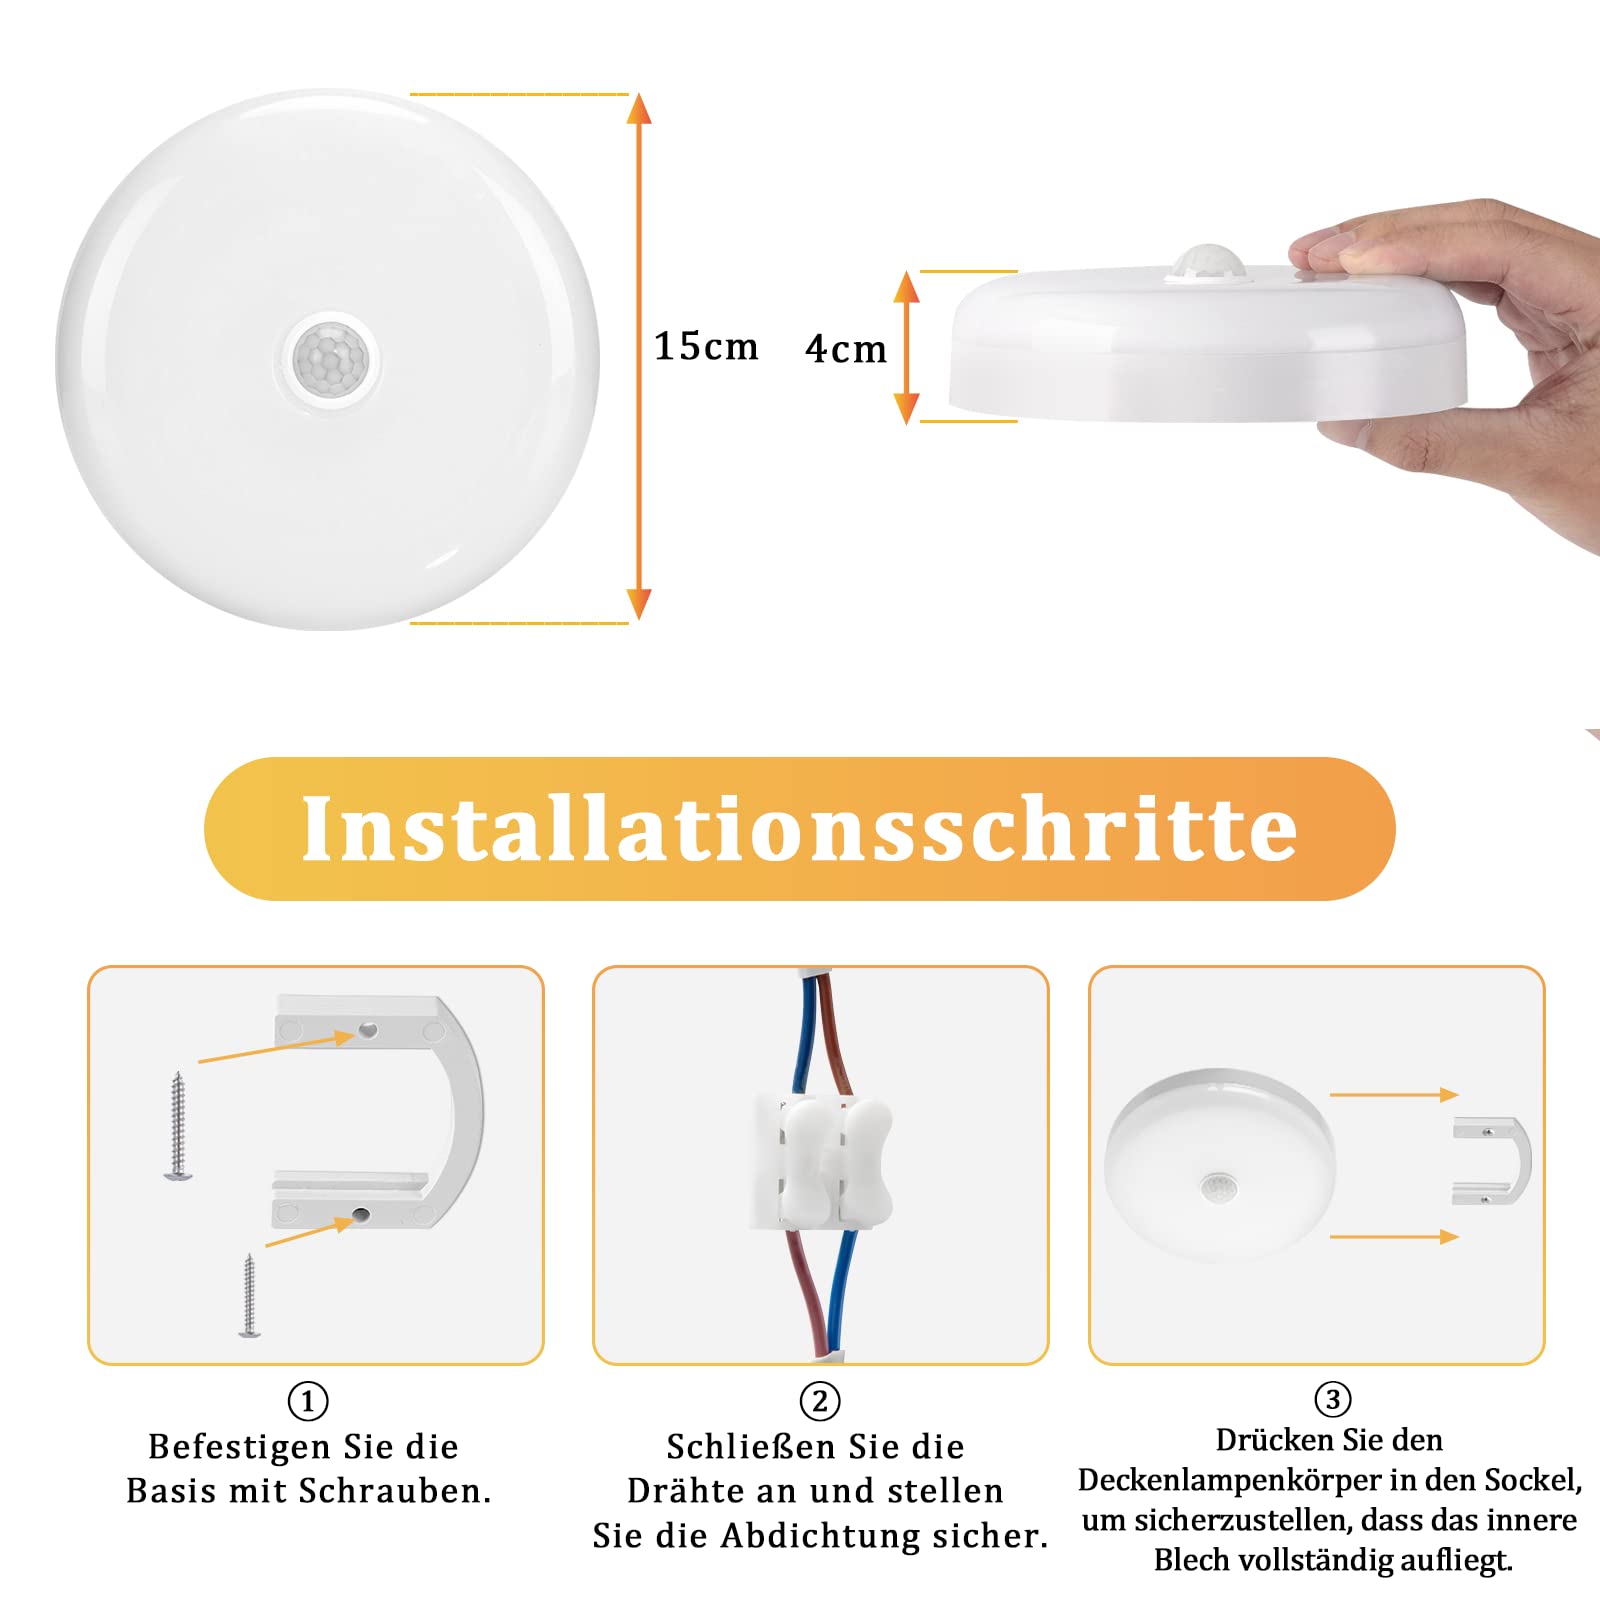 15cm
4cm
Installationsschritte
1
Befestigen Sie die
Basis mit Schrauben.
2
Schließen Sie die
Drähte an und stellen
Sie die Abdichtung sicher.
3
Drücken Sie den
Deckenlampenkörper in den Sockel,
um sicherzustellen, dass das innere
Blech vollständig aufliegt.